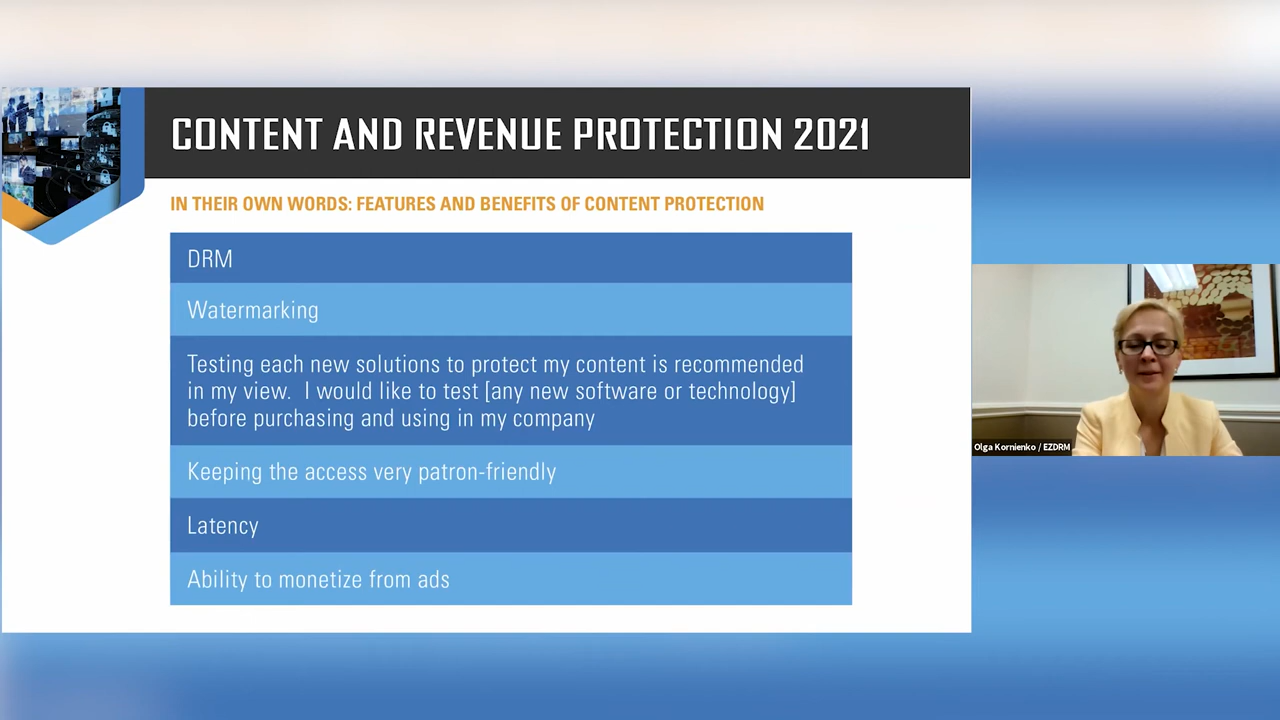 CONTENT AND REVENUE PROTECTION 2021
IN THEIR OWN WORDS: FEATURES AND BENEFITS OF CONTENT PROTECTION
DRM
Watermarking
Testing each new solutions to protect my content is recommended
in my view. I would like to test [any new software or technology]
before purchasing and using in my company
Keeping the access very patron-friendly
Latency
Ability to monetize from ads
Olga Kornienko / EZDRM